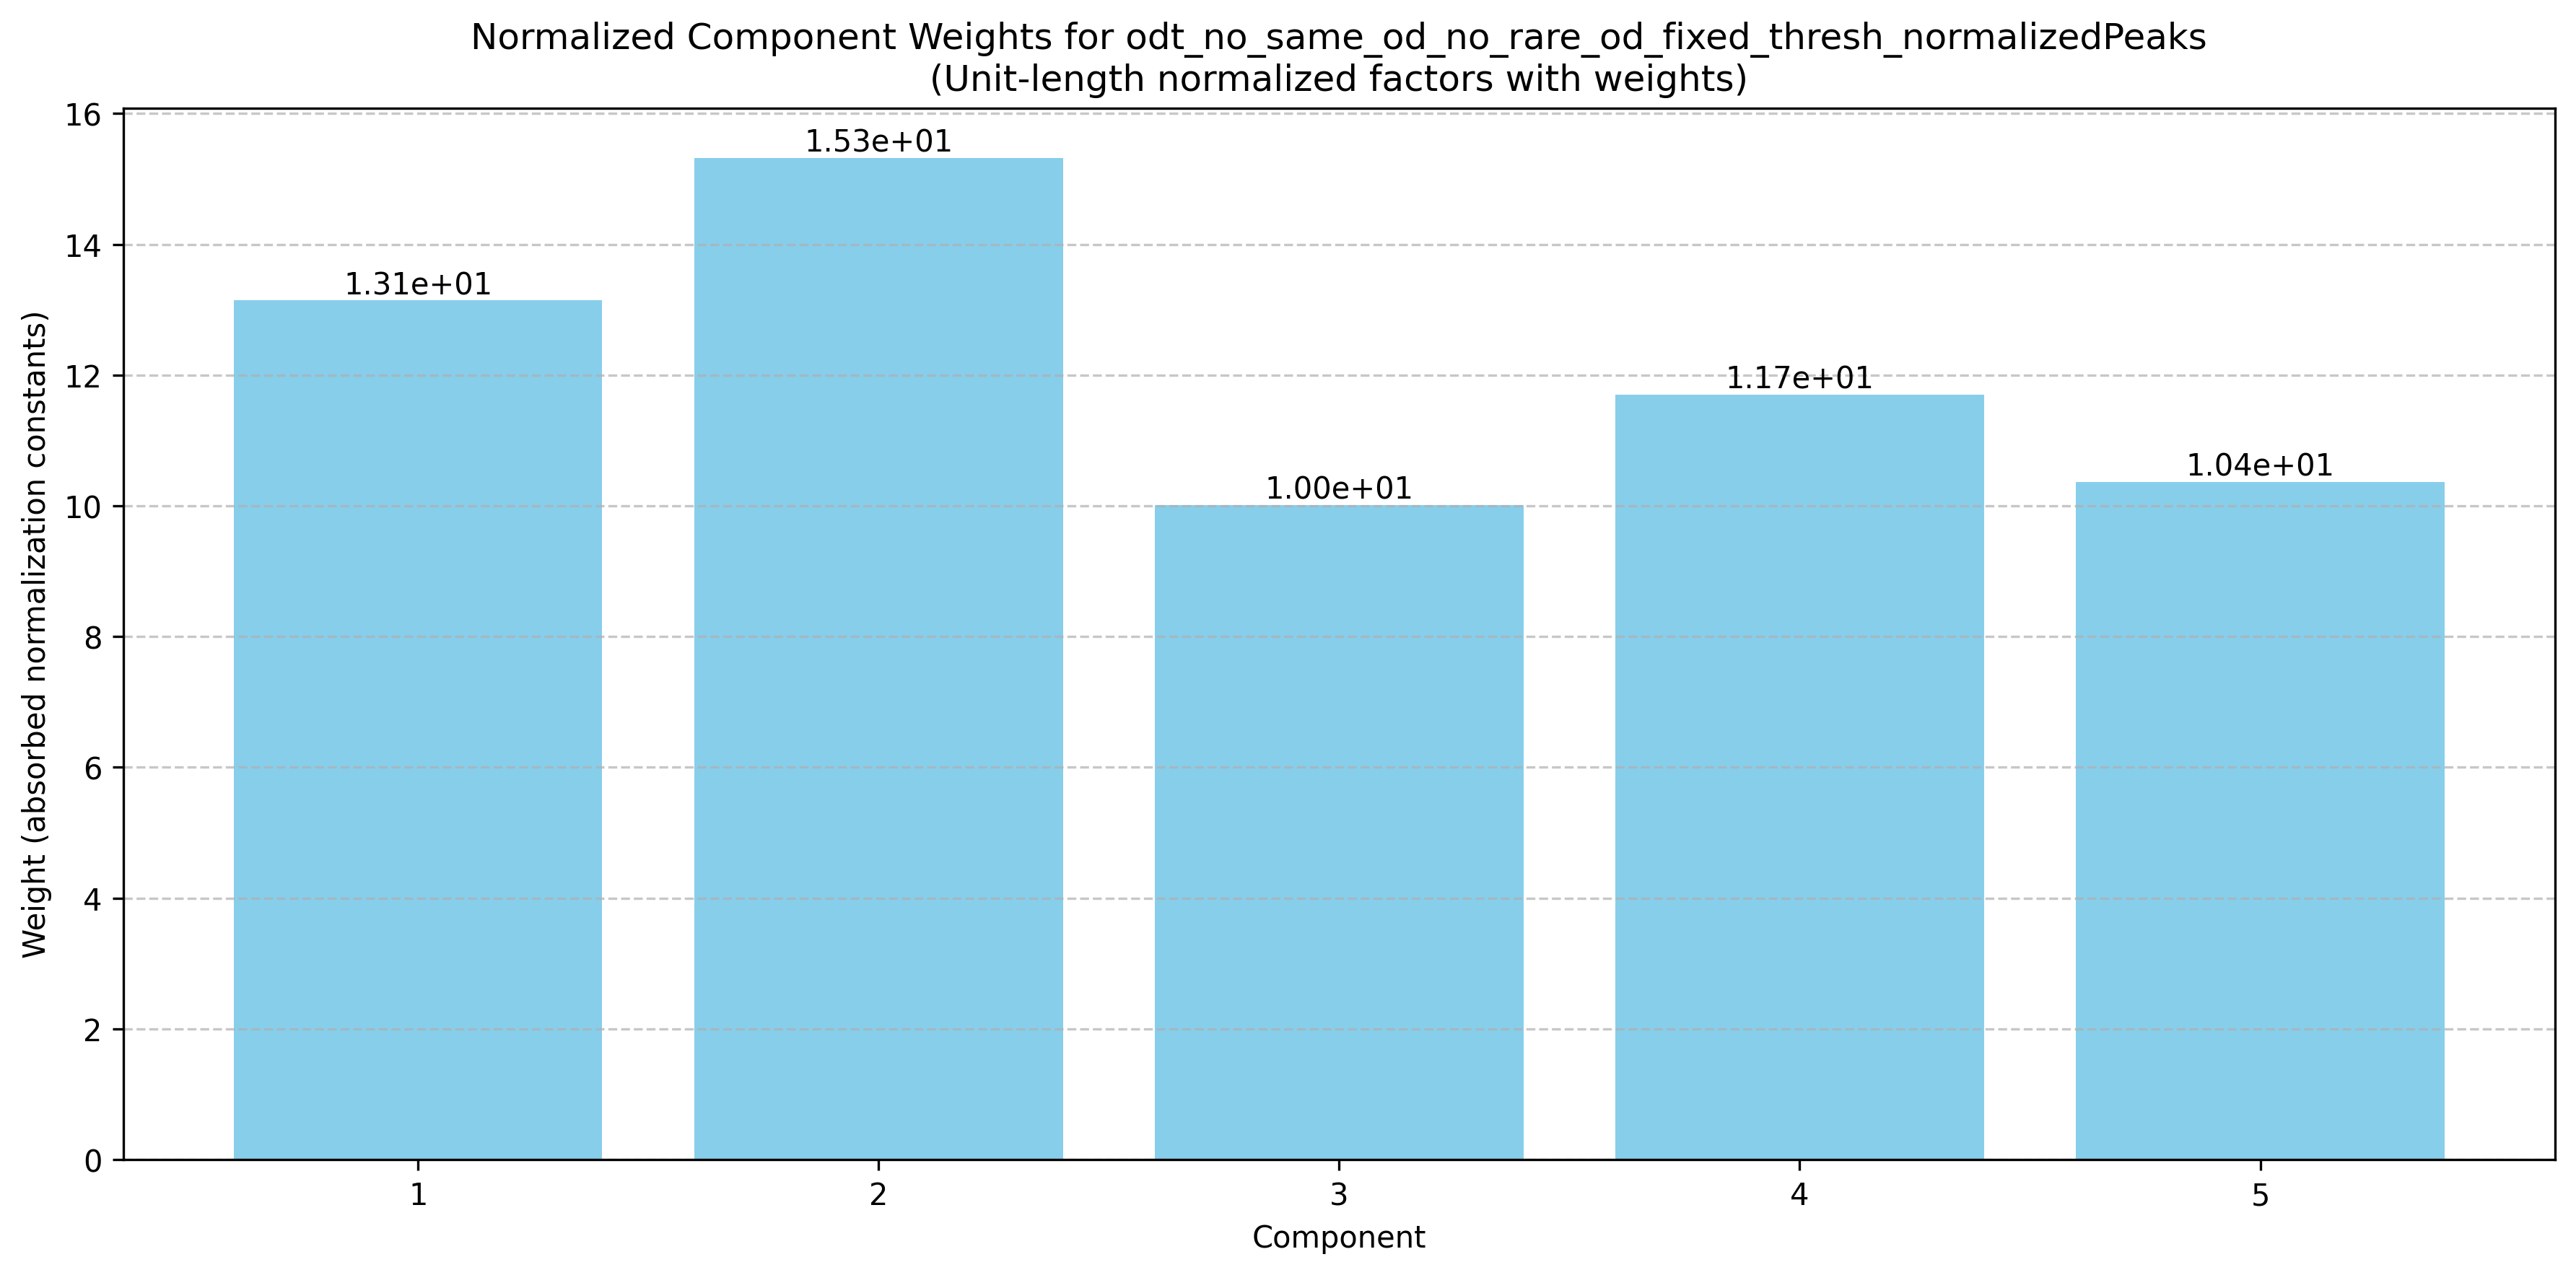 Normalized Component Weights for odt_no_same_od_no_rare_od_fixed_thresh_normalizedPeaks
(Unit-length normalized factors with weights)
Weight (absorbed normalization constants)
16
14
12
10
8
6
4
2
0
1.31e+01
1.53e+01
1.00e+01
1.17e+01
1.04e+01
1
2
3
4
5
Component